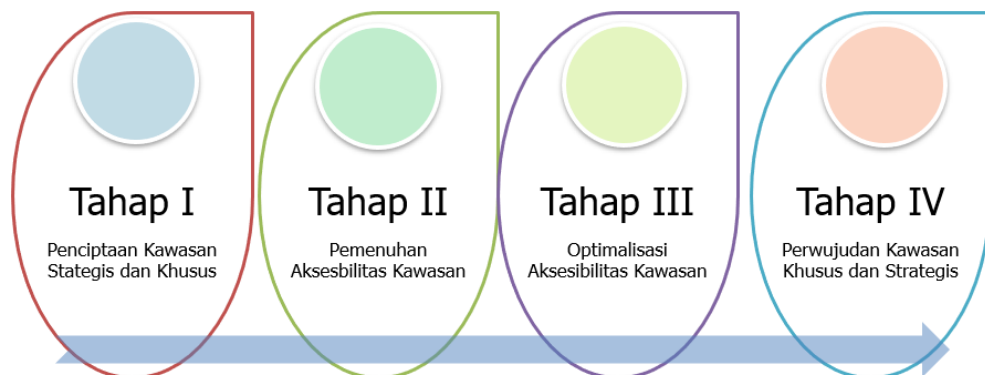 Tahap I
Penciptaan Kawasan
Stategis dan Khusus
Tahap II
Pemenuhan
Aksesbilitas Kawasan
Tahap III
Optimalisasi
Aksesibilitas Kawasan
Tahap IV
Perwujudan Kawasan
Khusus dan Strategis